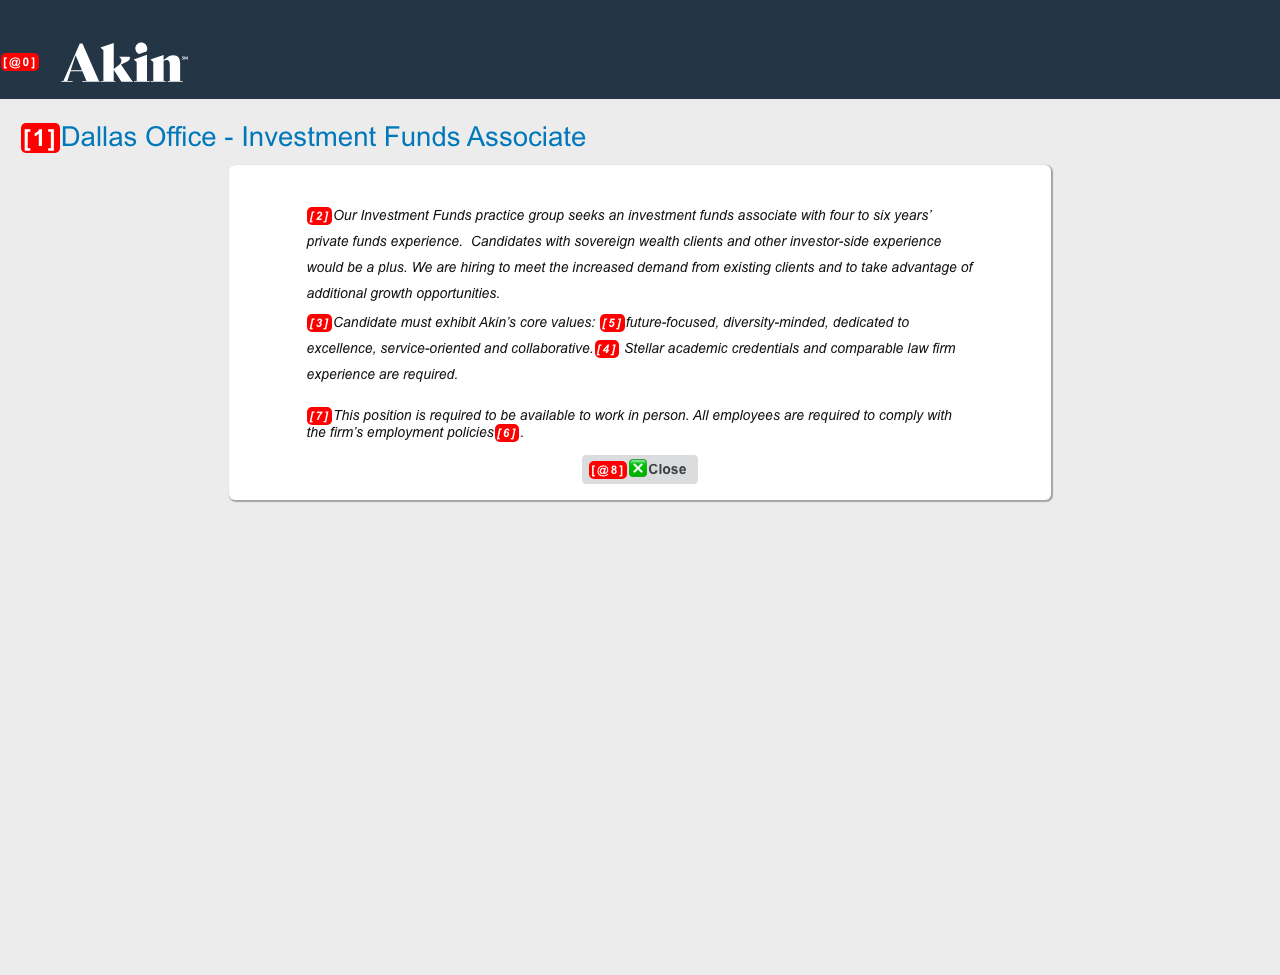 [@0] Akin℠
[1]Dallas Office - Investment Funds Associate
[2]Our Investment Funds practice group seeks an investment funds associate with four to six years’
private funds experience.  Candidates with sovereign wealth clients and other investor-side experience
would be a plus. We are hiring to meet the increased demand from existing clients and to take advantage of
additional growth opportunities.
[3]Candidate must exhibit Akin’s core values: [5]future-focused, diversity-minded, dedicated to
excellence, service-oriented and collaborative.[4] Stellar academic credentials and comparable law firm
experience are required.
[7]This position is required to be available to work in person. All employees are required to comply with
the firm’s employment policies[6].
[@8] Close